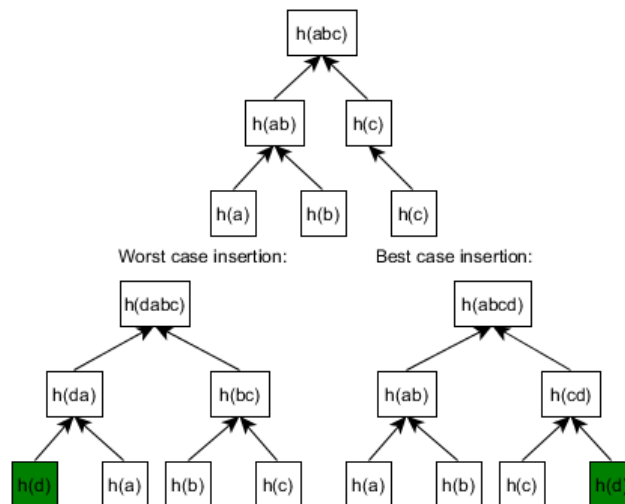 h(abc)
h(ab) h(c)
h(a) h(b) h(c)
Worst case insertion: Best case insertion:
h(dabc) h(abcd)
h(da) h(bc) h(ab) h(cd)
h(d) h(a) h(b) h(c) h(a) h(b) h(c) h(d